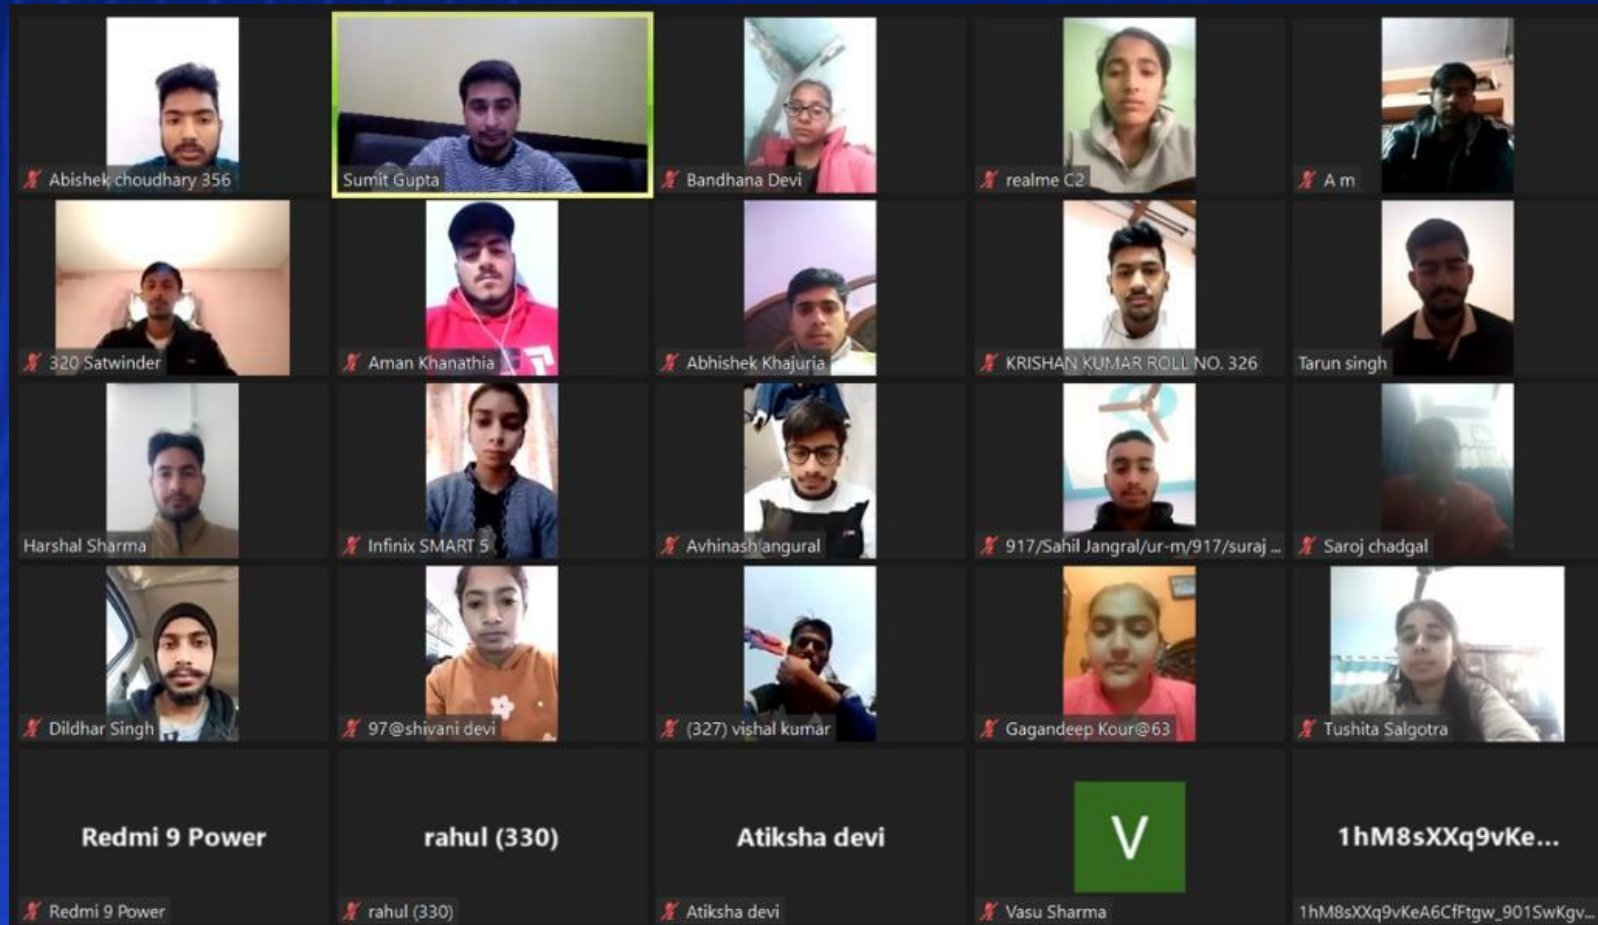 Abishek choudhary 356
Sumit Gupta
Bandhana Devi
realme C2
A m
320 Satwinder
Aman Khanathia
Abhishek Khajuria
KRISHAN KUMAR ROLL NO. 326
Tarun singh
Harshal Sharma
Infinix SMART 5
Avhinash angural
917/Sahil Jangral/ur-m/917/suraj ...
Saroj chadgal
Dildhar Singh
97@shivani devi
(327) vishal kumar
Gagandeep Kour@63
Tushita Salgotra
Redmi 9 Power
rahul (330)
Atiksha devi
V
1hM8sXXq9vKe...
Redmi 9 Power
rahul (330)
Atiksha devi
Vasu Sharma
1hM8sXXq9vKeA6CfFtgw_901SwKgv...